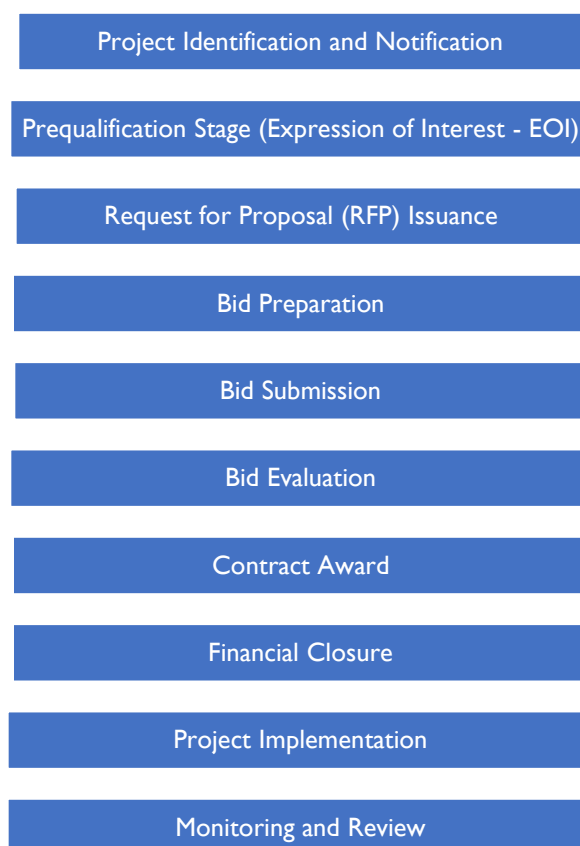 Project Identification and Notification
Prequalification Stage (Expression of Interest - EOI)
Request for Proposal (RFP) Issuance
Bid Preparation
Bid Submission
Bid Evaluation
Contract Award
Financial Closure
Project Implementation
Monitoring and Review